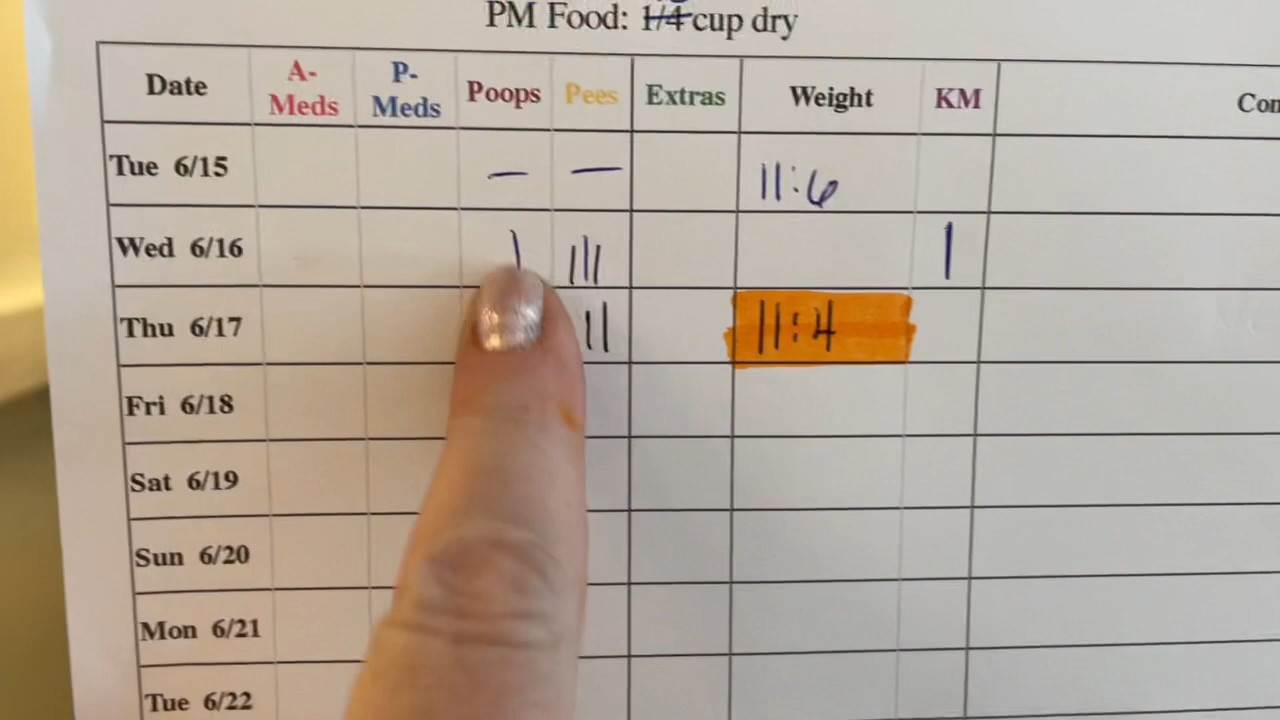 PM Food: 1/4 cup dry
Date A-Meds P-Meds Poops Pees Extras Weight KM
Tue 6/15 — — 11:6
Wed 6/16 | ||| |
Thu 6/17 || 11:4
Fri 6/18
Sat 6/19
Sun 6/20
Mon 6/21
Tue 6/22